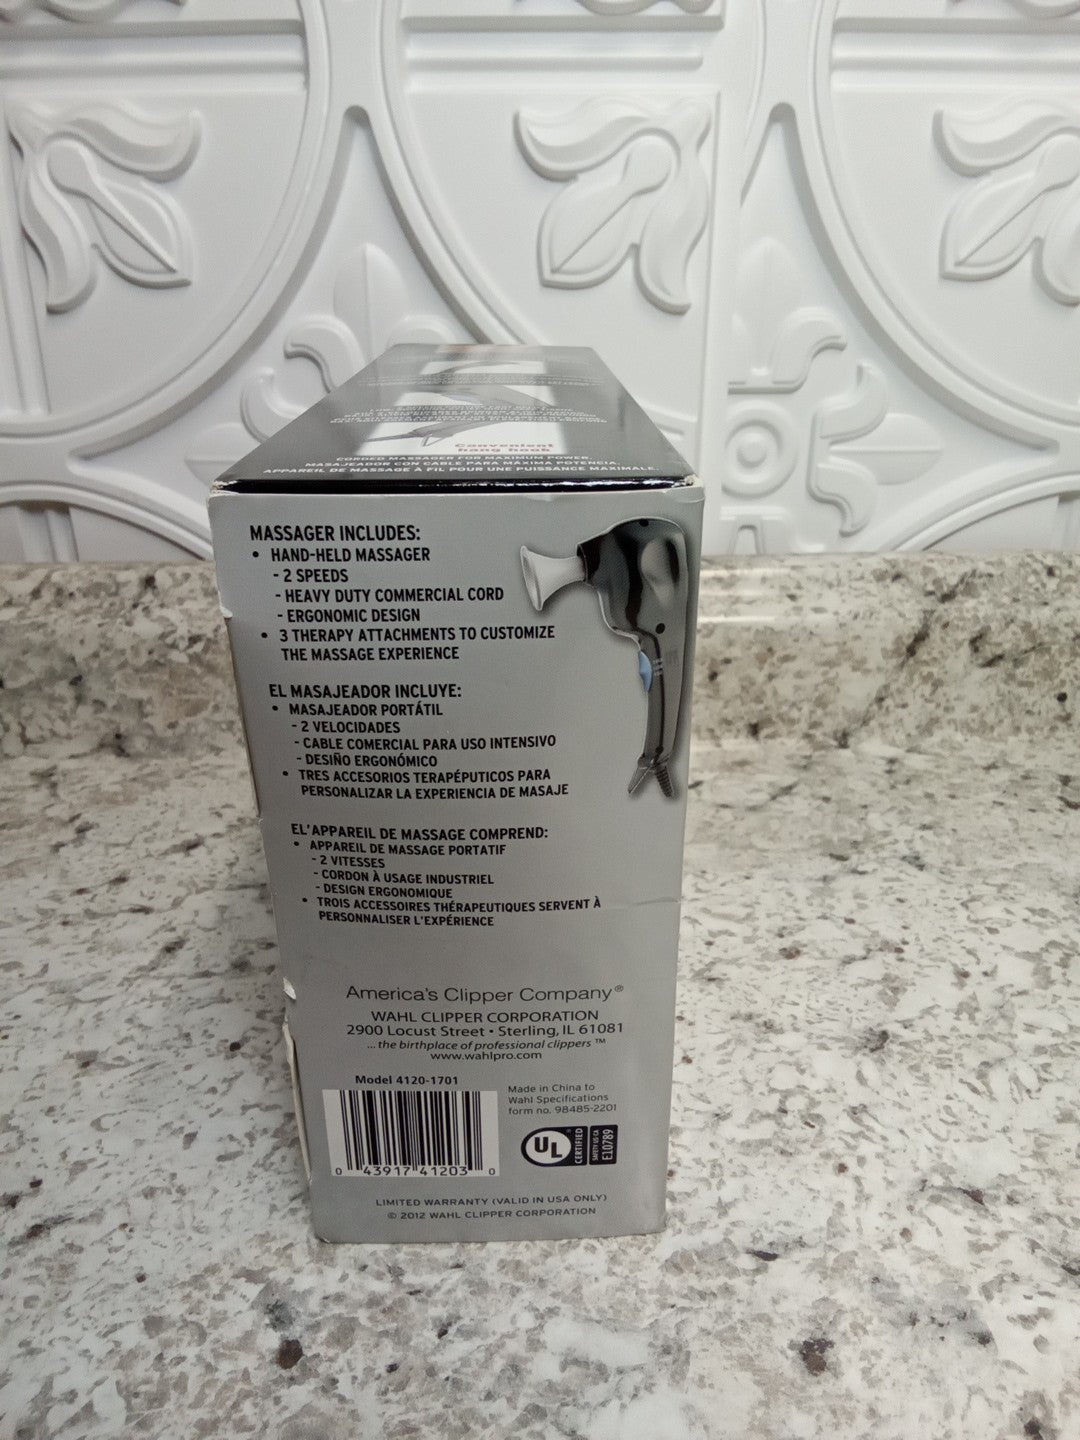 Convenient
hang hook
CORDED MASSAGER FOR MAXIMUM POWER.
MASAJEADOR CON CABLE PARA MÁXIMA POTENCIA.
APPAREIL DE MASSAGE À FIL POUR UNE PUISSANCE MAXIMALE.
MASSAGER INCLUDES:
• HAND-HELD MASSAGER
- 2 SPEEDS
- HEAVY DUTY COMMERCIAL CORD
- ERGONOMIC DESIGN
• 3 THERAPY ATTACHMENTS TO CUSTOMIZE
THE MASSAGE EXPERIENCE
EL MASAJEADOR INCLUYE:
• MASAJEADOR PORTÁTIL
- 2 VELOCIDADES
- CABLE COMERCIAL PARA USO INTENSIVO
- DESIÑO ERGONÓMICO
• TRES ACCESORIOS TERAPÉPUTICOS PARA
PERSONALIZAR LA EXPERIENCIA DE MASAJE
EL'APPAREIL DE MASSAGE COMPREND:
• APPAREIL DE MASSAGE PORTATIF
- 2 VITESSES
- CORDON À USAGE INDUSTRIEL
- DESIGN ERGONOMIQUE
• TROIS ACCESSOIRES THÉRAPEUTIQUES SERVENT À
PERSONNALISER L'EXPÉRIENCE
America's Clipper Company®
WAHL CLIPPER CORPORATION
2900 Locust Street • Sterling, IL 61081
...the birthplace of professional clippers ™
www.wahlpro.com
Model 4120-1701
Made in China to
Wahl Specifications
form no. 98485-2201
0 43917 41203 0
UL ® CERTIFIED
SAFETY US-CA
E10789
LIMITED WARRANTY (VALID IN USA ONLY)
© 2012 WAHL CLIPPER CORPORATION